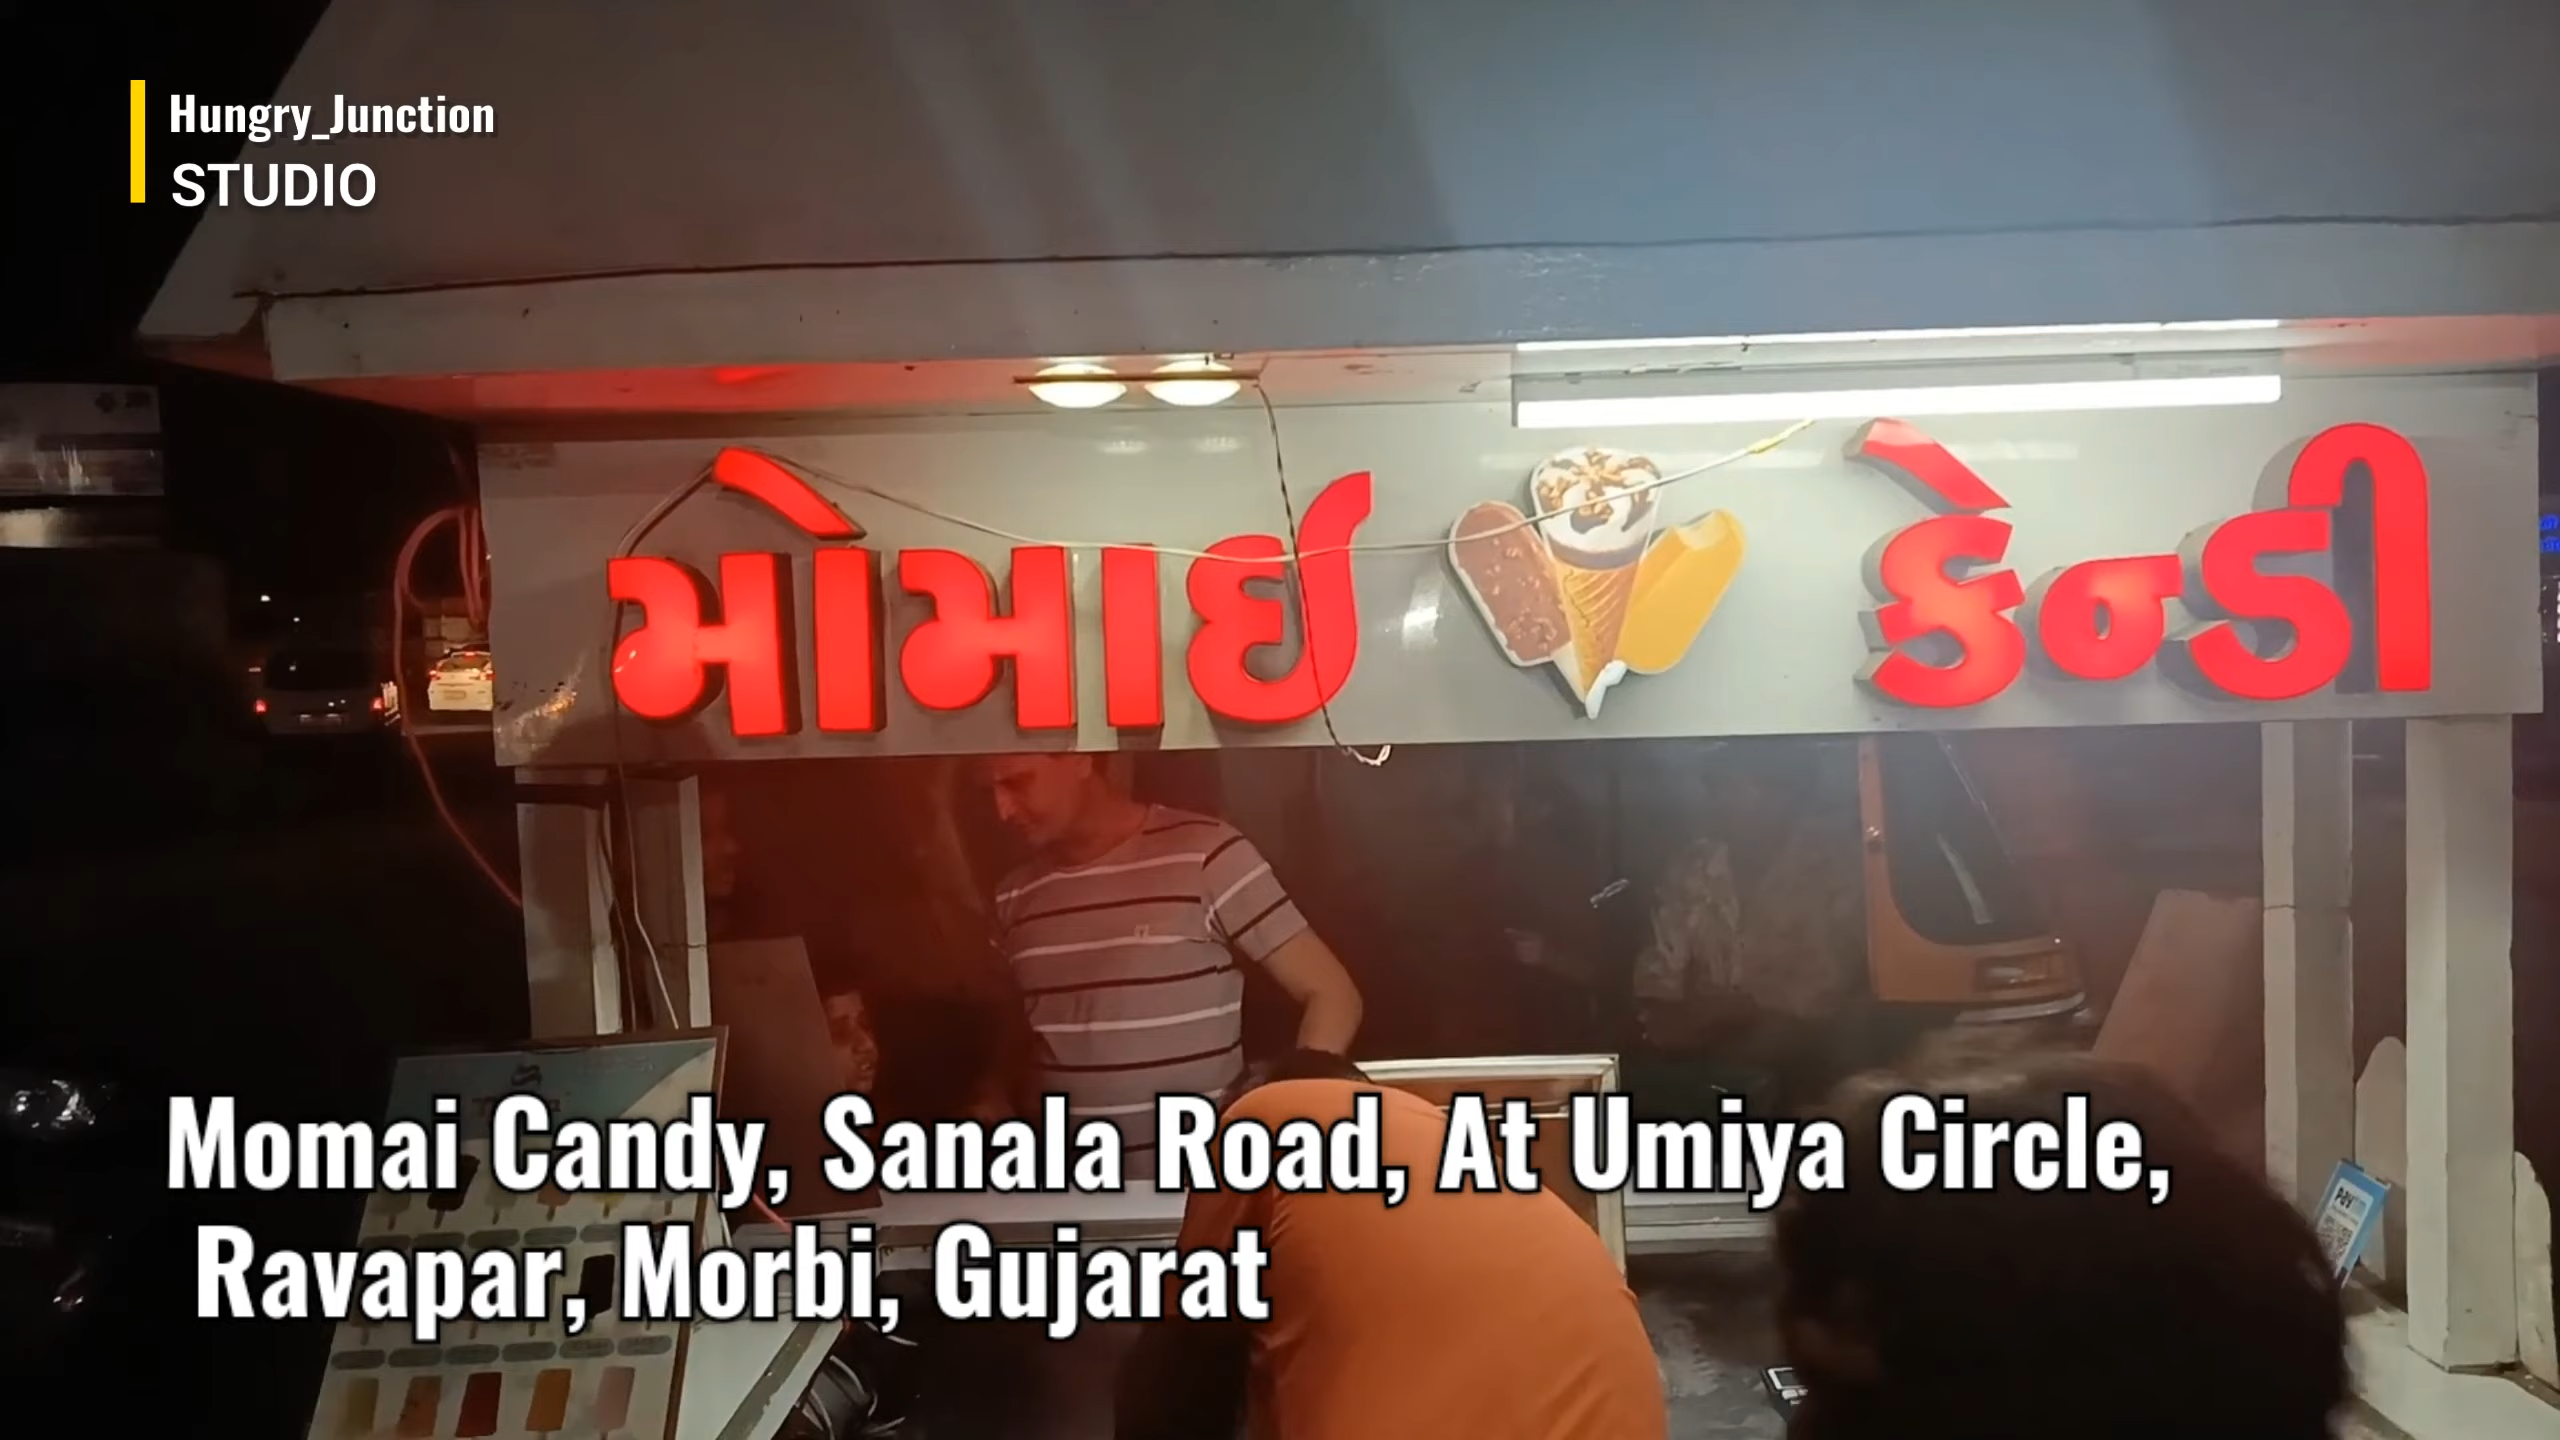 Hungry_Junction
STUDIO
મોમાઈ કેન્ડી
Momai Candy, Sanala Road, At Umiya Circle,
Ravapar, Morbi, Gujarat